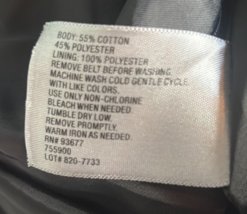 BODY: 55% COTTON
45% POLYESTER
LINING: 100% POLYESTER
REMOVE BELT BEFORE WASHING.
MACHINE WASH COLD GENTLE CYCLE
WITH LIKE COLORS.
USE ONLY NON-CHLORINE
BLEACH WHEN NEEDED.
TUMBLE DRY LOW.
REMOVE PROMPTLY.
WARM IRON AS NEEDED.
RN# 93677
755900
LOT# 820-7733